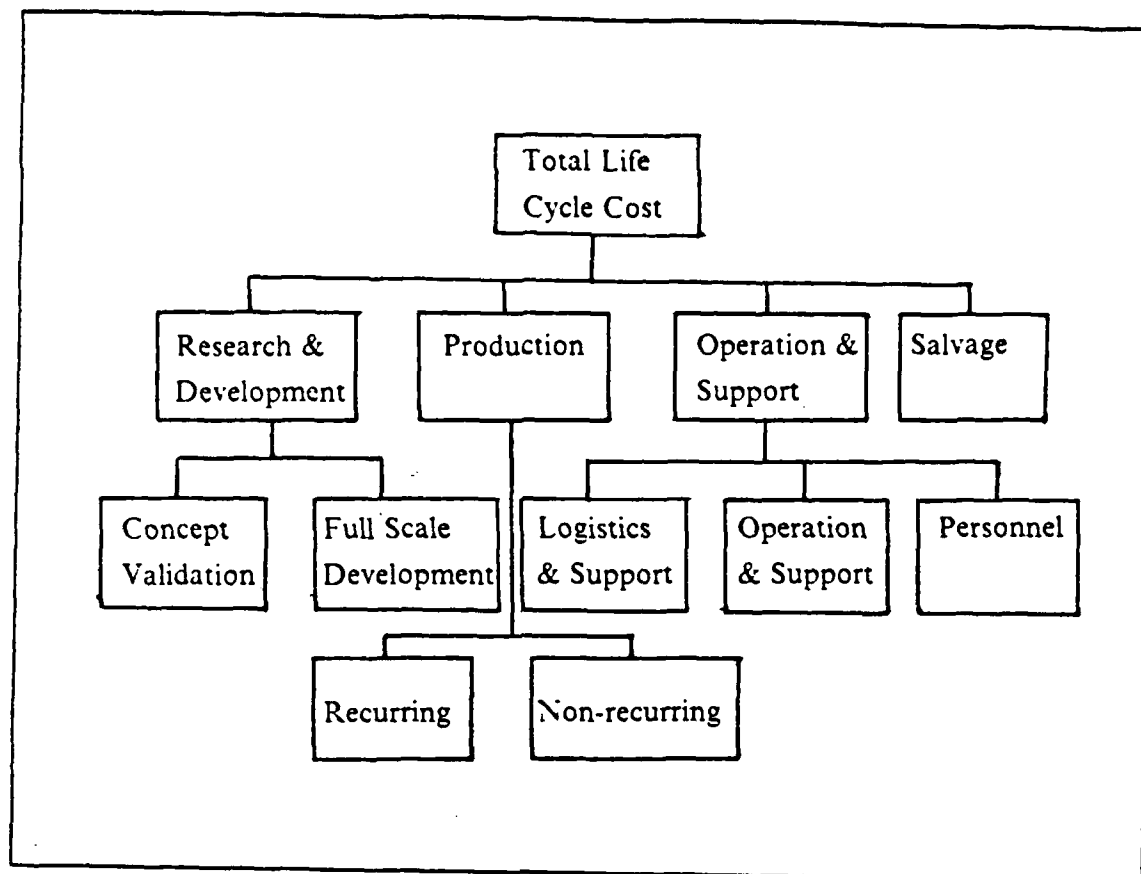 Total Life
Cycle Cost
Research &
Development
Production
Operation &
Support
Salvage
Concept
Validation
Full Scale
Development
Logistics
& Support
Operation
& Support
Personnel
Recurring
Non-recurring